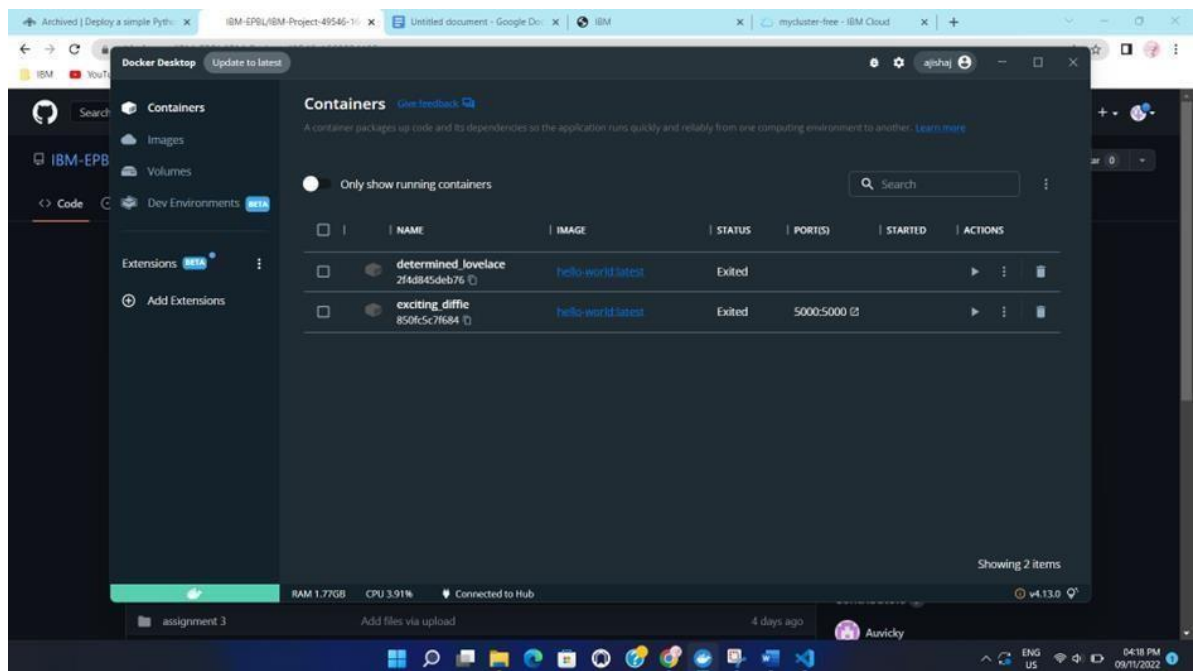 Archived | Deploy a simple Pytho
IBM-EPBL/IBM-Project-49546-16
Untitled document - Google Doc
IBM
mycluster-free - IBM Cloud
IBM
Docker Desktop
Update to latest
ajishaj
Search
IBM-EPB
Code
Containers
Images
Volumes
Dev Environments
BETA
Extensions
BETA
Add Extensions
Containers
Give feedback
A container packages up code and its dependencies so the application runs quickly and reliably from one computing environment to another. Learn more
Only show running containers
Search
NAME IMAGE STATUS PORT(S) STARTED ACTIONS
determined_lovelace hello-world:latest Exited
2f4d845deb76
exciting_diffie hello-world:latest Exited 5000:5000
850fc5c7f684
Showing 2 items
RAM 1.77GB CPU 3.91% Connected to Hub
v4.13.0
assignment 3
Add files via upload
4 days ago
Auvicky
ENG
US
04:18 PM
09/11/2022